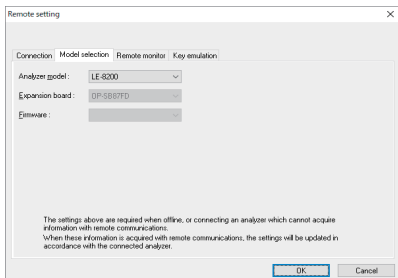 Remote setting
Connection Model selection Remote monitor Key emulation
Analyzer model : LE-8200
Expansion board : OP-SB87FD
Firmware :
The settings above are required when offline, or connecting an analyzer which cannot acquire
information with remote communications.
When these information is acquired with remote communications, the settings will be updated in
accordance with the connected analyzer.
OK Cancel